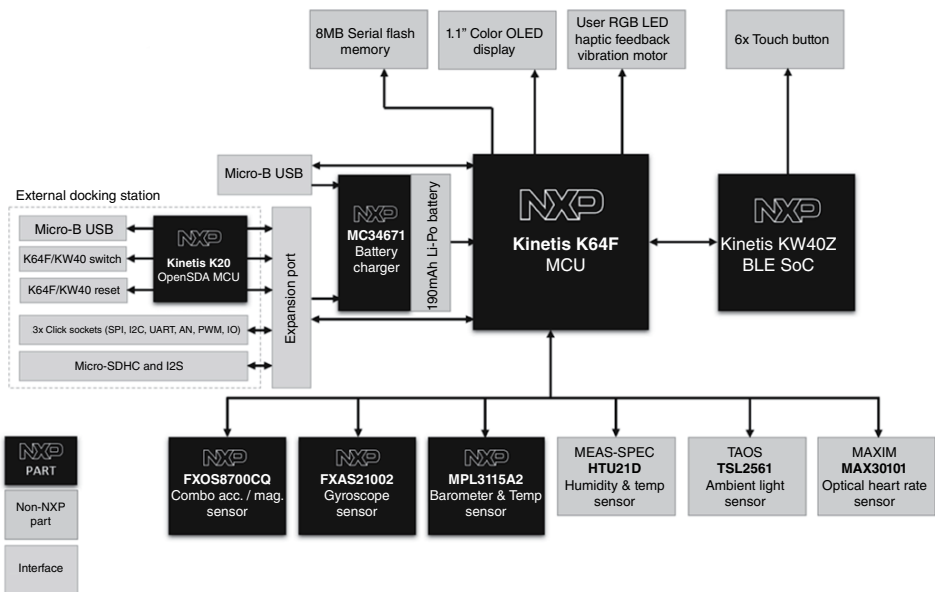 8MB Serial flash
memory
1.1” Color OLED
display
User RGB LED
haptic feedback
vibration motor
6x Touch button
Micro-B USB
NXP
MC34671
Battery
charger
190mAh Li-Po battery
NXP
Kinetis K64F
MCU
NXP
Kinetis KW40Z
BLE SoC
External docking station
Micro-B USB
K64F/KW40 switch
K64F/KW40 reset
NXP
Kinetis K20
OpenSDA MCU
3x Click sockets (SPI, I2C, UART, AN, PWM, IO)
Micro-SDHC and I2S
Expansion port
NXP
FXOS8700CQ
Combo acc. / mag.
sensor
NXP
FXAS21002
Gyroscope
sensor
NXP
MPL3115A2
Barometer & Temp
sensor
MEAS-SPEC
HTU21D
Humidity & temp
sensor
TAOS
TSL2561
Ambient light
sensor
MAXIM
MAX30101
Optical heart rate
sensor
NXP
PART
Non-NXP
part
Interface